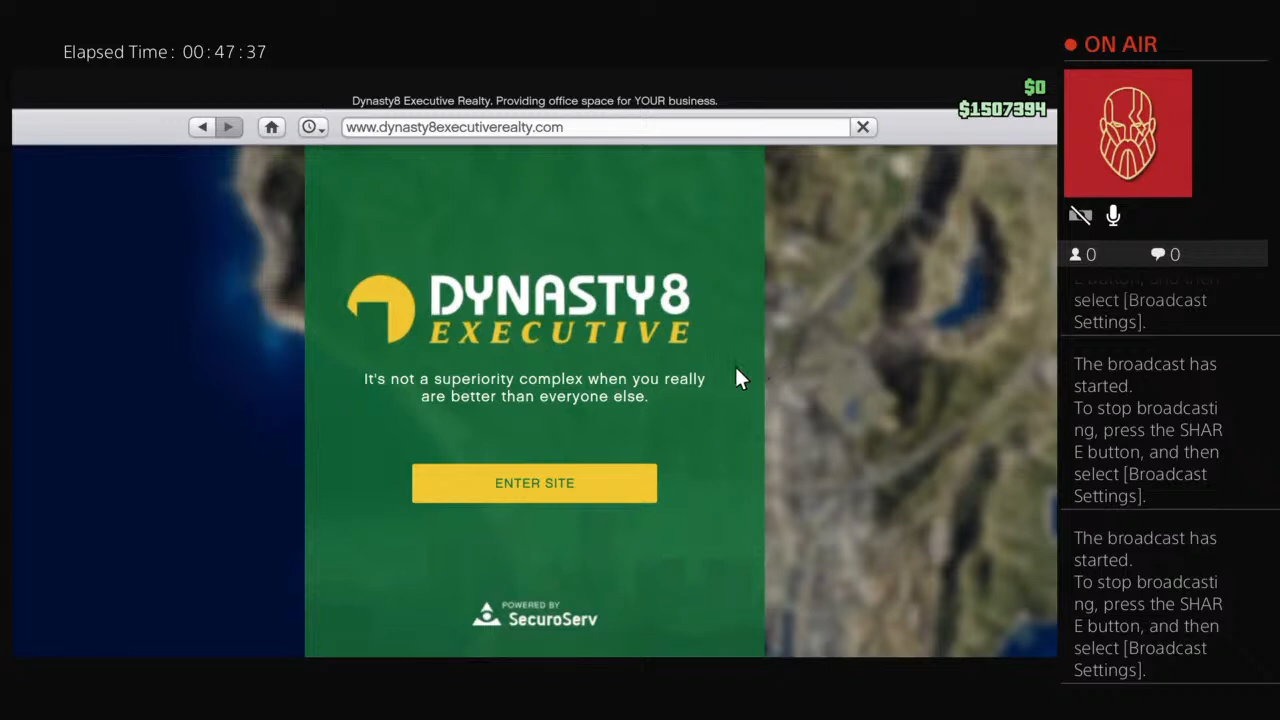 Elapsed Time: 00:47:37
ON AIR
$0
$1507394
Dynasty8 Executive Realty. Providing office space for YOUR business.
www.dynasty8executiverealty.com
DYNASTY8
EXECUTIVE
It's not a superiority complex when you really
are better than everyone else.
ENTER SITE
POWERED BY
SecuroServ
0
0
select [Broadcast
Settings].
The broadcast has
started.
To stop broadcasti
ng, press the SHAR
E button, and then
select [Broadcast
Settings].
The broadcast has
started.
To stop broadcasti
ng, press the SHAR
E button, and then
select [Broadcast
Settings].